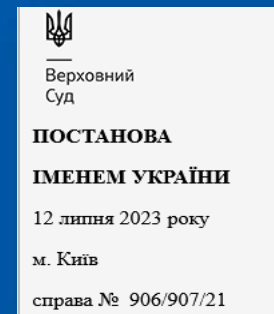 Верховний
Суд
ПОСТАНОВА
ІМЕНЕМ УКРАЇНИ
12 липня 2023 року
м. Київ
справа № 906/907/21